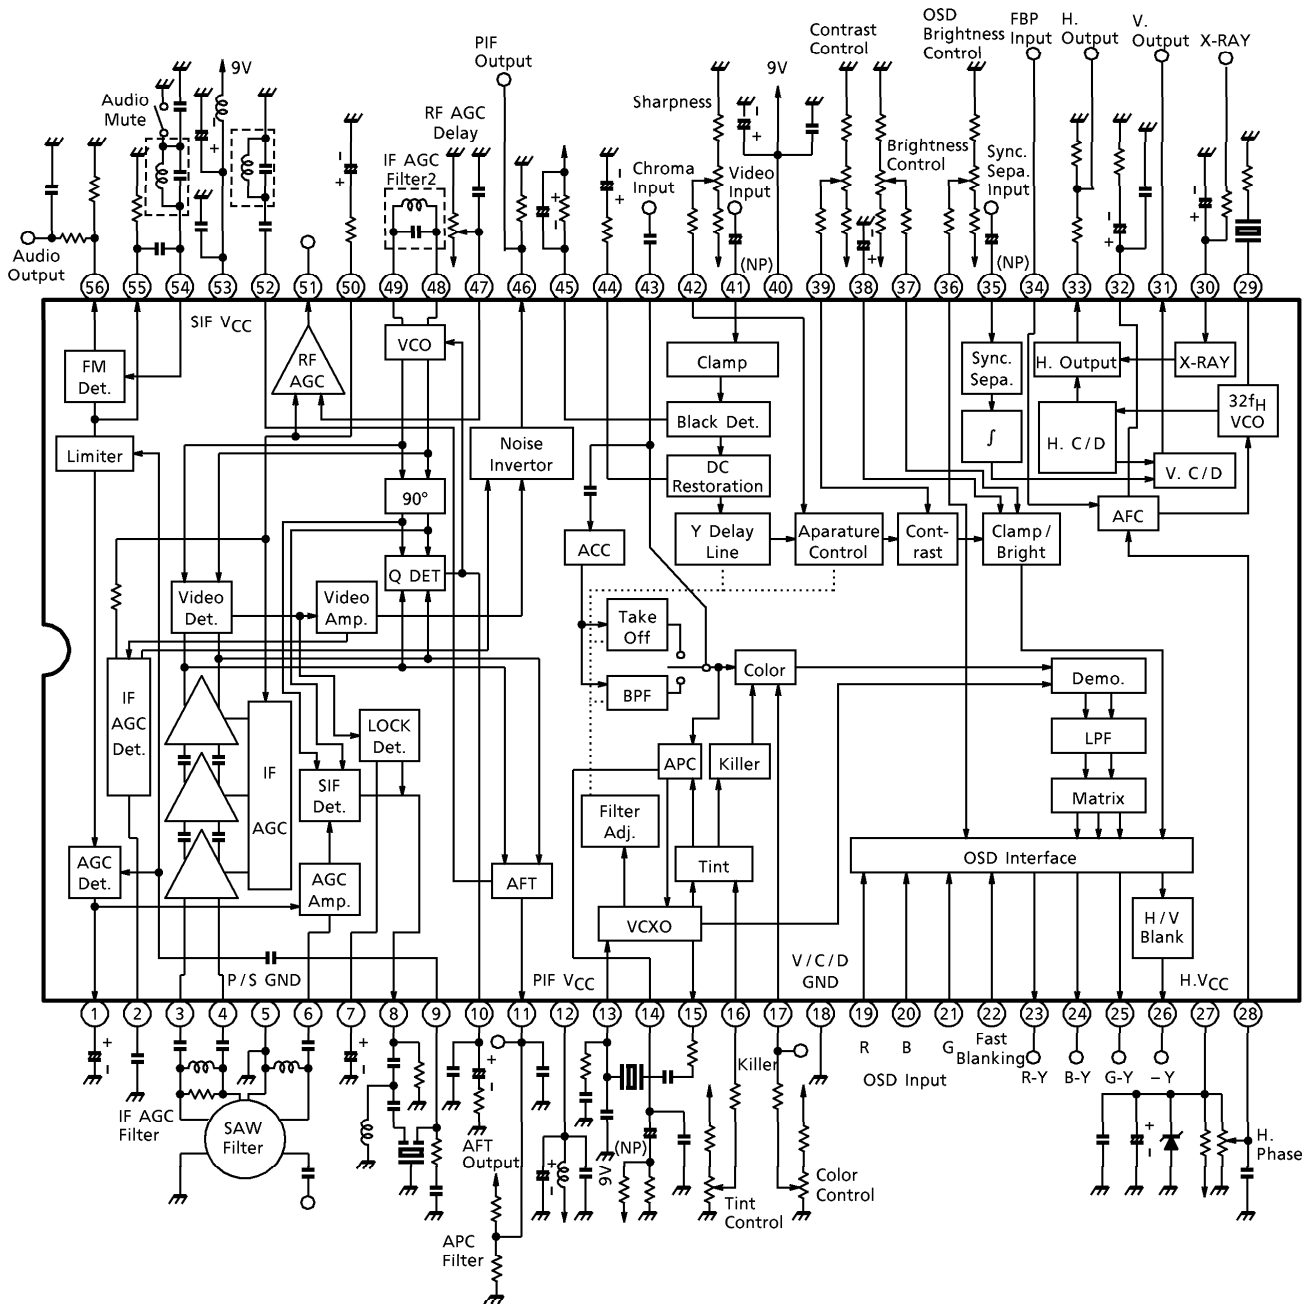 OSD
Brightness
Control
FBP
Input
H.
Output
V.
Output
X-RAY
Contrast
Control
PIF
Output
9V
9V
Audio
Mute
RF AGC
Delay
Sharpness
IF AGC
Filter2
Chroma
Input
Video
Input
Brightness
Control
Sync.
Sepa.
Input
Audio
Output
(NP)
(NP)
56
55
54
53
52
51
50
49
48
47
46
45
44
43
42
41
40
39
38
37
36
35
34
33
32
31
30
29
SIF VCC
FM
Det.
RF
AGC
VCO
Clamp
Sync.
Sepa.
H. Output
X-RAY
32fH
VCO
Black Det.
∫
H. C/D
V. C/D
Limiter
Noise
Invertor
DC
Restoration
90°
AFC
ACC
Y Delay
Line
Aparature
Control
Cont-
rast
Clamp/
Bright
Q DET
Video
Det.
Video
Amp.
Take
Off
BPF
Color
Demo.
IF
AGC
Det.
LOCK
Det.
LPF
IF
AGC
SIF
Det.
APC
Killer
Matrix
Filter
Adj.
AGC
Det.
AGC
Amp.
AFT
Tint
OSD Interface
VCXO
H/V
Blank
P/S GND
PIF VCC
V/C/D
GND
H.VCC
1
2
3
4
5
6
7
8
9
10
11
12
13
14
15
16
17
18
19
20
21
22
23
24
25
26
27
28
R
B
G
Fast
Blanking
OSD Input
R-Y
B-Y
G-Y
-Y
Killer
IF AGC
Filter
SAW
Filter
AFT
Output
9V
(NP)
Tint
Control
Color
Control
H.
Phase
APC
Filter